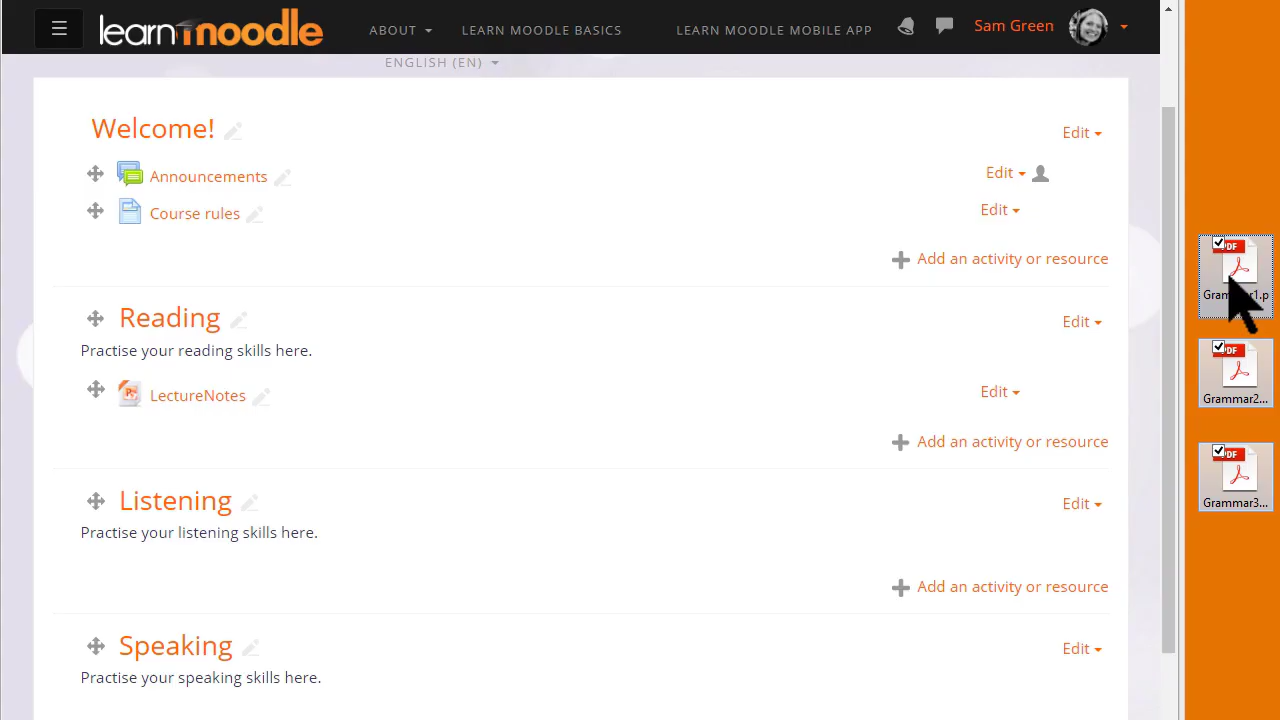 learn moodle
ABOUT
LEARN MOODLE BASICS
LEARN MOODLE MOBILE APP
Sam Green
ENGLISH (EN)
Welcome!
Edit
Announcements
Edit
Course rules
Edit
Add an activity or resource
Reading
Edit
Practise your reading skills here.
LectureNotes
Edit
Add an activity or resource
Listening
Edit
Practise your listening skills here.
Add an activity or resource
Speaking
Edit
Practise your speaking skills here.
PDF
PDF
Grammar2...
PDF
Grammar3...